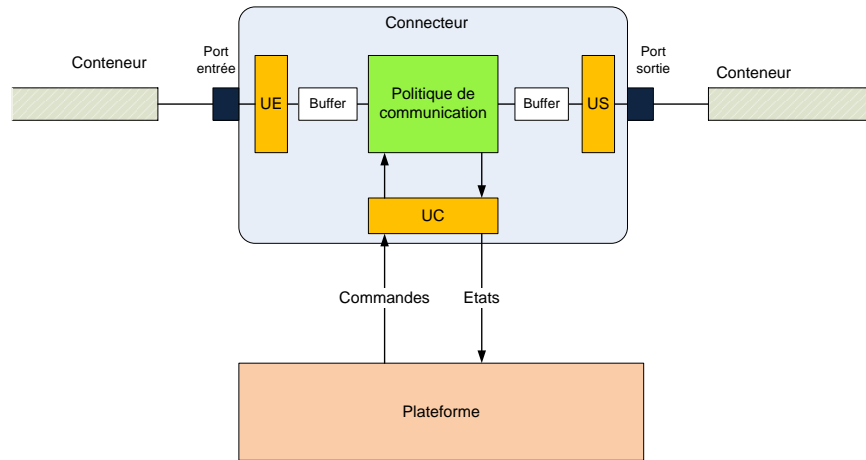 Connecteur
Conteneur
Port
entrée
UE
Buffer
Politique de
communication
Buffer
US
Port
sortie
Conteneur
UC
Commandes
Etats
Plateforme